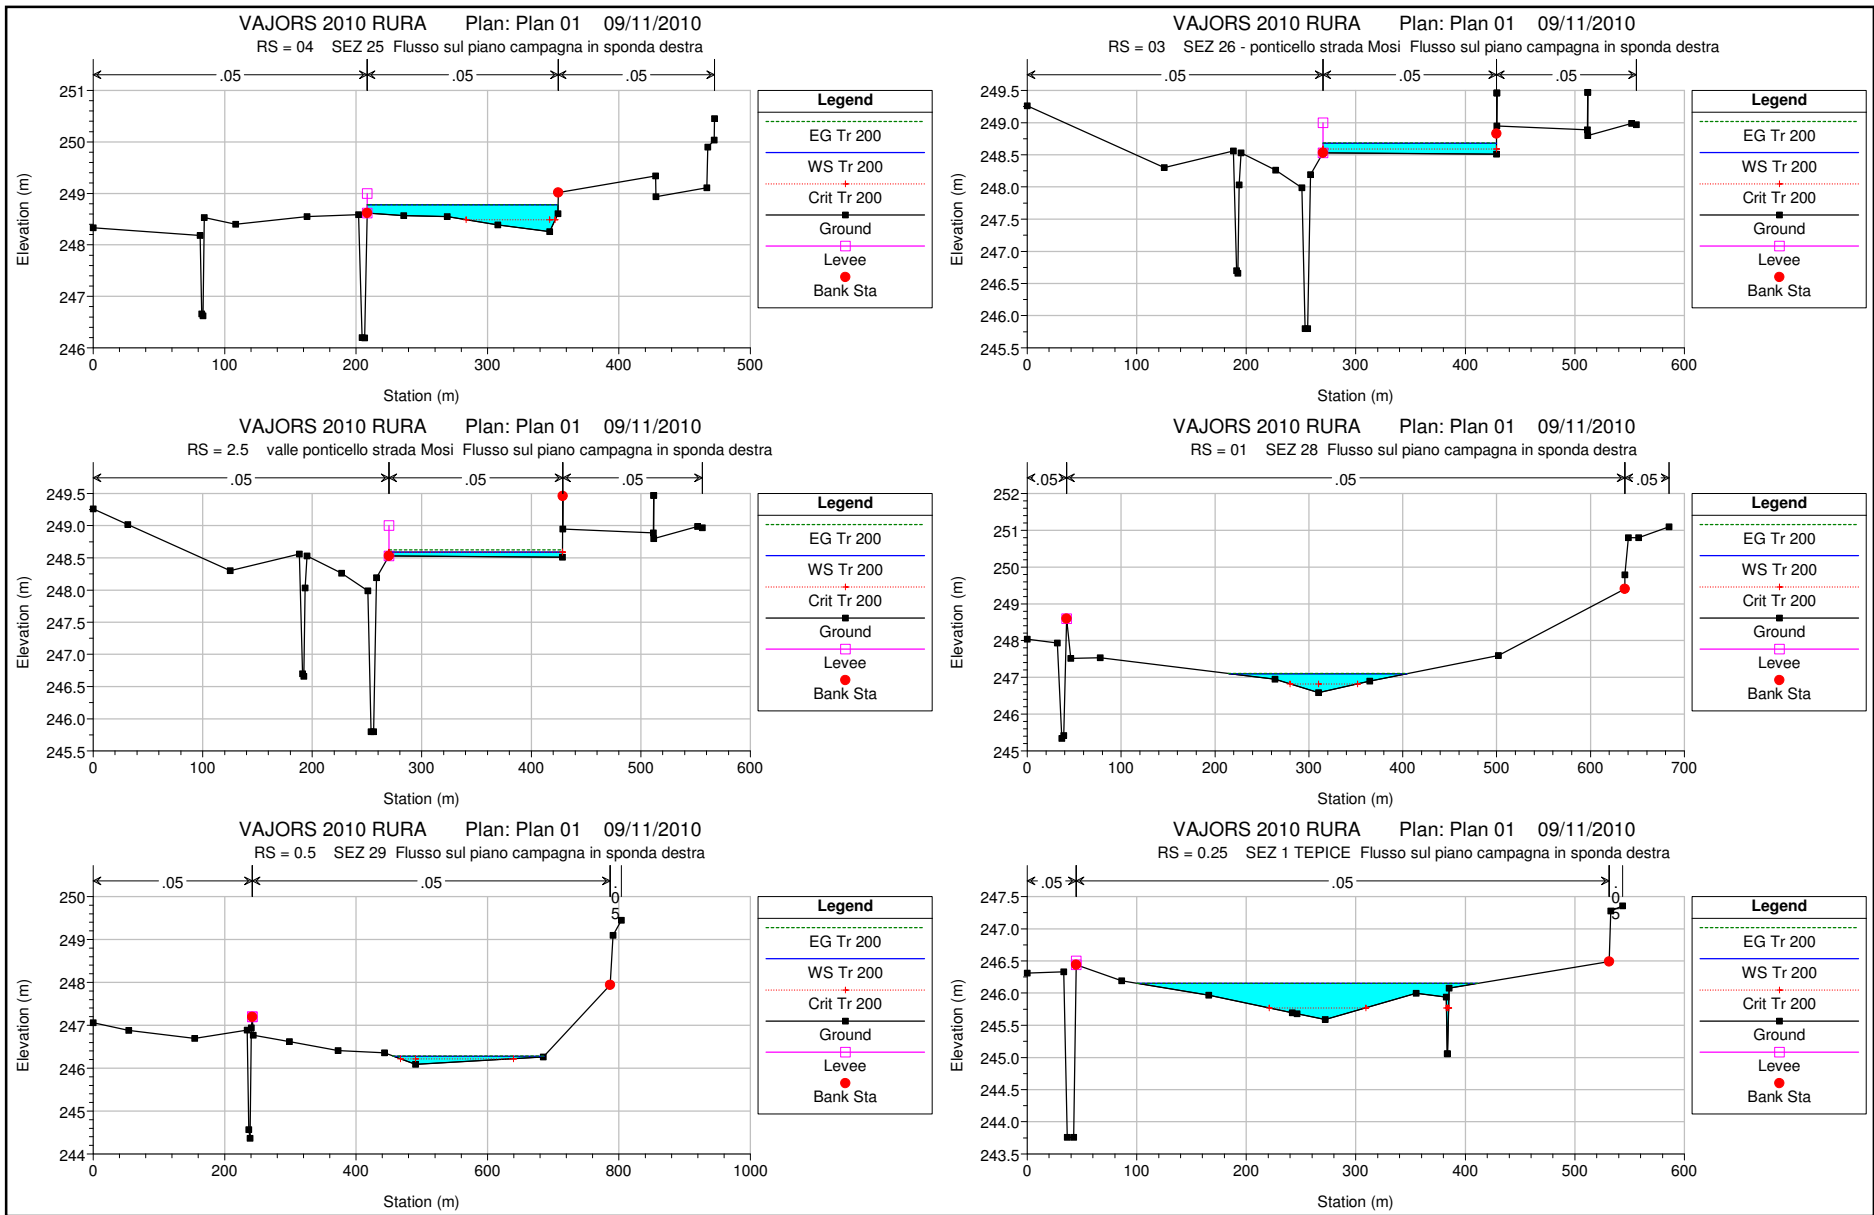 VAJORS 2010 RURA Plan: Plan 01 09/11/2010
RS = 04 SEZ 25 Flusso sul piano campagna in sponda destra
.05 .05 .05
251
250
249
248
247
246
Elevation (m)
0 100 200 300 400 500
Station (m)
Legend
EG Tr 200
WS Tr 200
Crit Tr 200
Ground
Levee
Bank Sta
VAJORS 2010 RURA Plan: Plan 01 09/11/2010
RS = 03 SEZ 26 - ponticello strada Mosi Flusso sul piano campagna in sponda destra
.05 .05 .05
249.5
249.0
248.5
248.0
247.5
247.0
246.5
246.0
245.5
Elevation (m)
0 100 200 300 400 500 600
Station (m)
Legend
EG Tr 200
WS Tr 200
Crit Tr 200
Ground
Levee
Bank Sta
VAJORS 2010 RURA Plan: Plan 01 09/11/2010
RS = 2.5 valle ponticello strada Mosi Flusso sul piano campagna in sponda destra
.05 .05 .05
249.5
249.0
248.5
248.0
247.5
247.0
246.5
246.0
245.5
Elevation (m)
0 100 200 300 400 500 600
Station (m)
Legend
EG Tr 200
WS Tr 200
Crit Tr 200
Ground
Levee
Bank Sta
VAJORS 2010 RURA Plan: Plan 01 09/11/2010
RS = 01 SEZ 28 Flusso sul piano campagna in sponda destra
.05 .05 .05
252
251
250
249
248
247
246
245
Elevation (m)
0 100 200 300 400 500 600 700
Station (m)
Legend
EG Tr 200
WS Tr 200
Crit Tr 200
Ground
Levee
Bank Sta
VAJORS 2010 RURA Plan: Plan 01 09/11/2010
RS = 0.5 SEZ 29 Flusso sul piano campagna in sponda destra
.05 .05 .05
250
249
248
247
246
245
244
Elevation (m)
0 200 400 600 800 1000
Station (m)
Legend
EG Tr 200
WS Tr 200
Crit Tr 200
Ground
Levee
Bank Sta
VAJORS 2010 RURA Plan: Plan 01 09/11/2010
RS = 0.25 SEZ 1 TEPICE Flusso sul piano campagna in sponda destra
.05 .05 .05
247.5
247.0
246.5
246.0
245.5
245.0
244.5
244.0
243.5
Elevation (m)
0 100 200 300 400 500 600
Station (m)
Legend
EG Tr 200
WS Tr 200
Crit Tr 200
Ground
Levee
Bank Sta